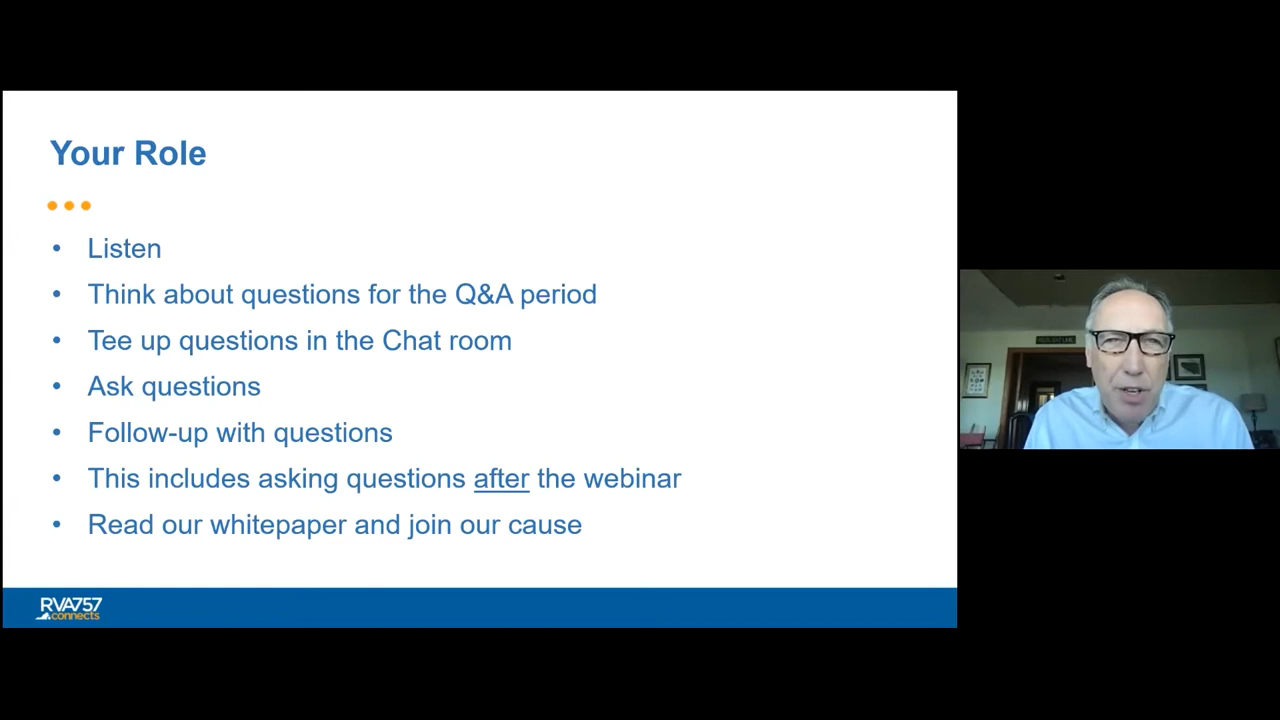 Your Role
• Listen
• Think about questions for the Q&A period
• Tee up questions in the Chat room
• Ask questions
• Follow-up with questions
• This includes asking questions after the webinar
• Read our whitepaper and join our cause
RVA757
connects